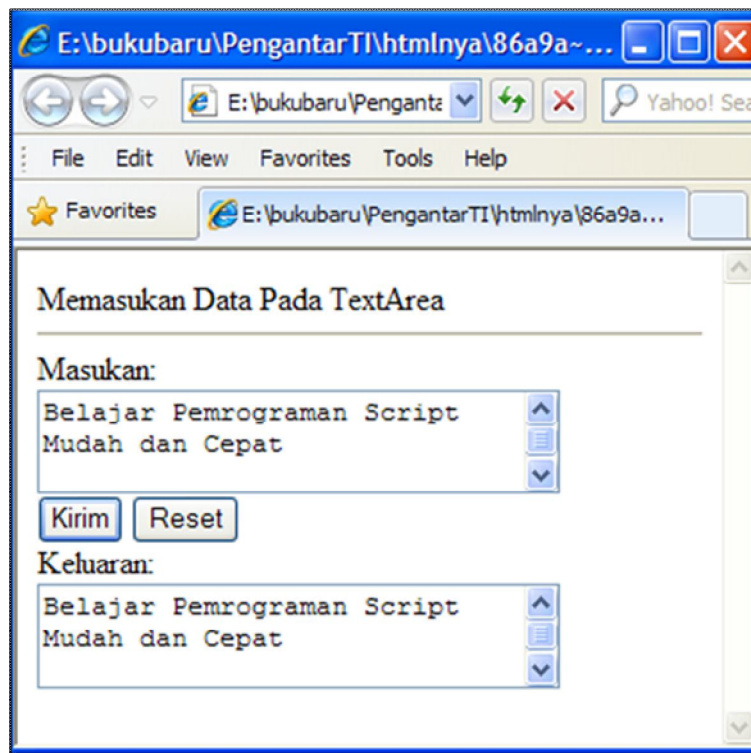 E:\bukubaru\PengantarTI\htmlnya\86a9a~...
E:\bukubaru\Penganta
Yahoo! Sea
File Edit View Favorites Tools Help
Favorites E:\bukubaru\PengantarTI\htmlnya\86a9a...
Memasukan Data Pada TextArea
Masukan:
Belajar Pemrograman Script
Mudah dan Cepat
Kirim Reset
Keluaran:
Belajar Pemrograman Script
Mudah dan Cepat